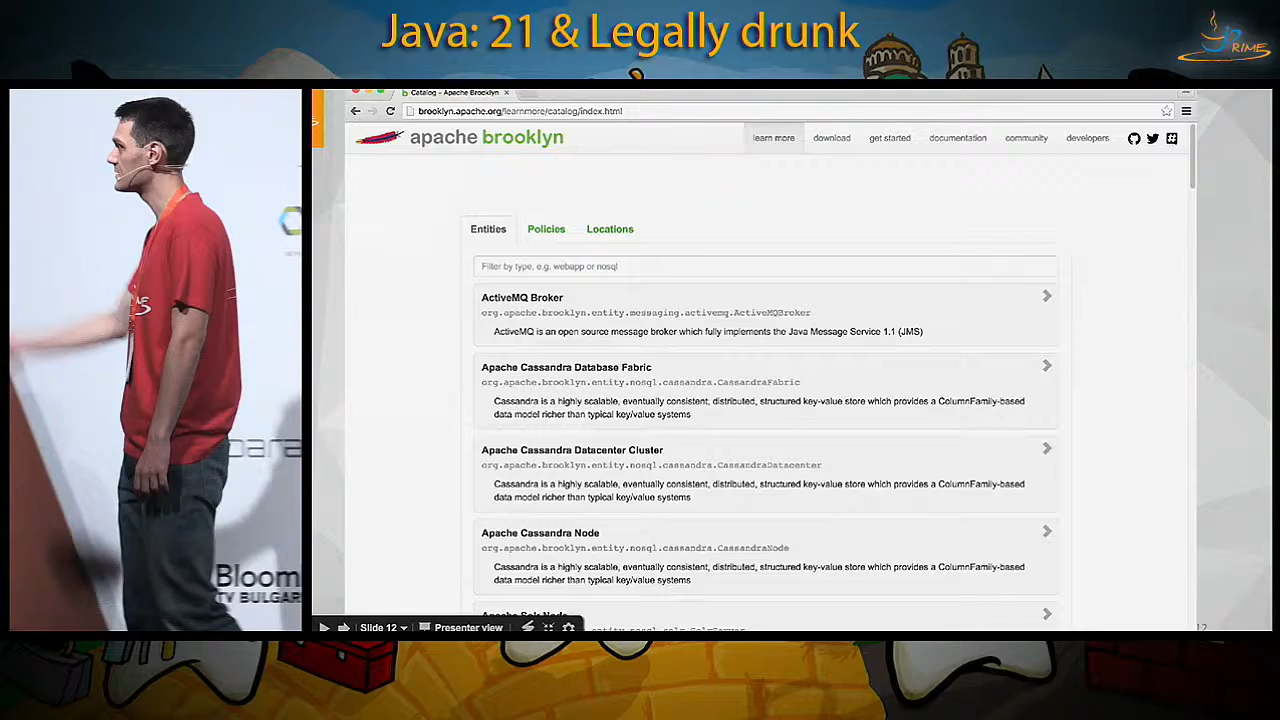 Java: 21 & Legally drunk
RIME
Catalog - Apache Brooklyn
brooklyn.apache.org/learnmore/catalog/index.html
apache brooklyn
learn more
download
get started
documentation
community
developers
Entities
Policies
Locations
Filter by type, e.g. webapp or nosql
ActiveMQ Broker
org.apache.brooklyn.entity.messaging.activemq.ActiveMQBroker
ActiveMQ is an open source message broker which fully implements the Java Message Service 1.1 (JMS)
Apache Cassandra Database Fabric
org.apache.brooklyn.entity.nosql.cassandra.CassandraFabric
Cassandra is a highly scalable, eventually consistent, distributed, structured key-value store which provides a ColumnFamily-based
data model richer than typical key/value systems
Apache Cassandra Datacenter Cluster
org.apache.brooklyn.entity.nosql.cassandra.CassandraDatacenter
Cassandra is a highly scalable, eventually consistent, distributed, structured key-value store which provides a ColumnFamily-based
data model richer than typical key/value systems
Apache Cassandra Node
org.apache.brooklyn.entity.nosql.cassandra.CassandraNode
Cassandra is a highly scalable, eventually consistent, distributed, structured key-value store which provides a ColumnFamily-based
data model richer than typical key/value systems
Apache Solr Node
Slide 12
Presenter view
12
para
Bloom
TV BULGAR